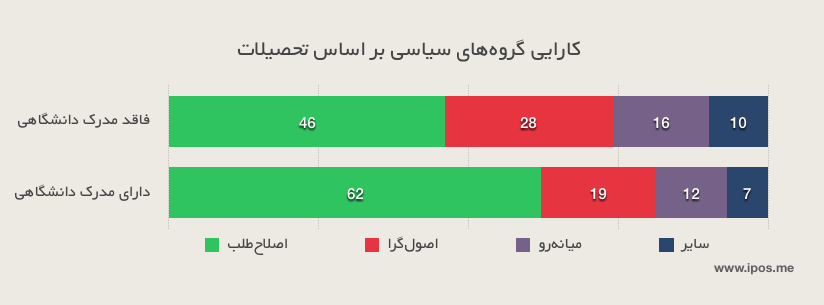 کارایی گروه‌های سیاسی بر اساس تحصیلات
فاقد مدرک دانشگاهی
46 28 16 10
دارای مدرک دانشگاهی
62 19 12 7
اصلاح‌طلب اصول‌گرا میانه‌رو سایر
www.ipos.me